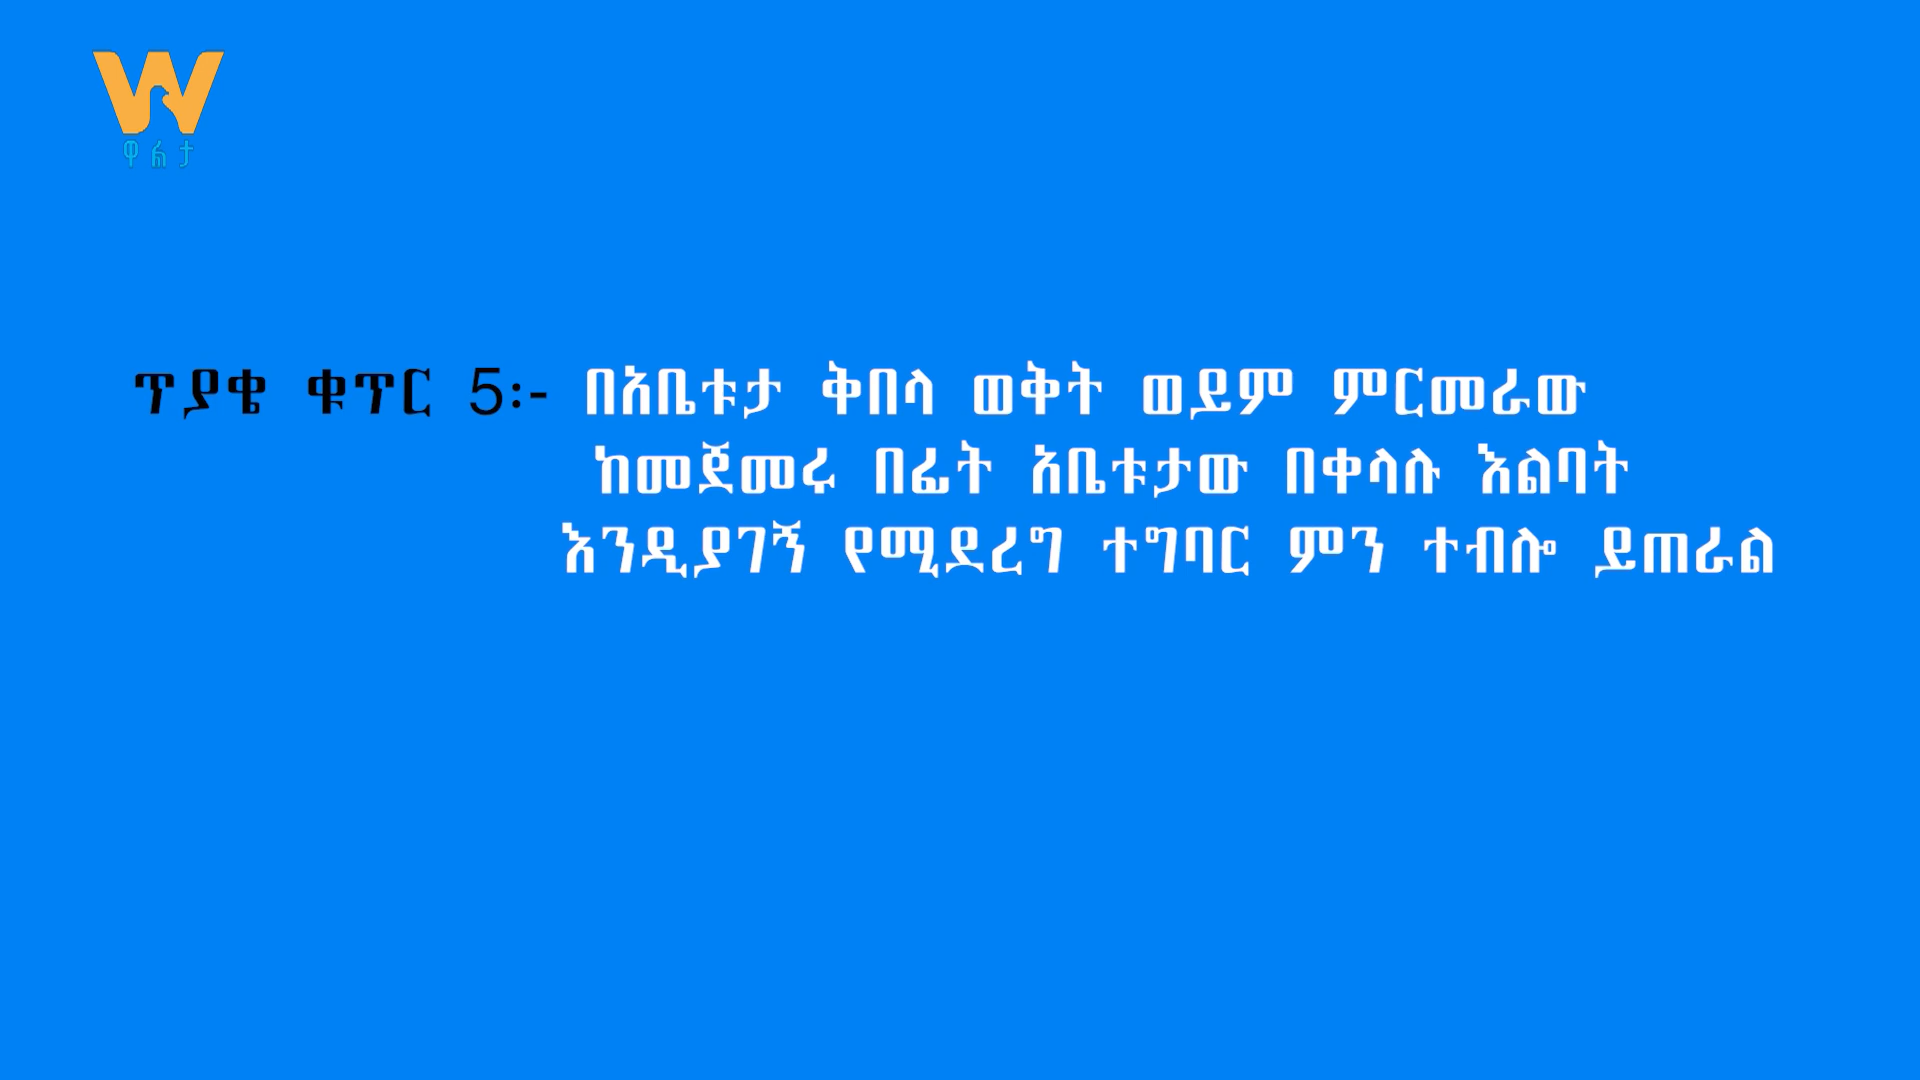 ዋልታ
ጥያቄ ቁጥር 5፡- በአቤቱታ ቅበላ ወቅት ወይም ምርመራው
ከመጀመሩ በፊት አቤቱታው በቀላሉ እልባት
እንዲያገኝ የሚደረግ ተግባር ምን ተብሎ ይጠራል